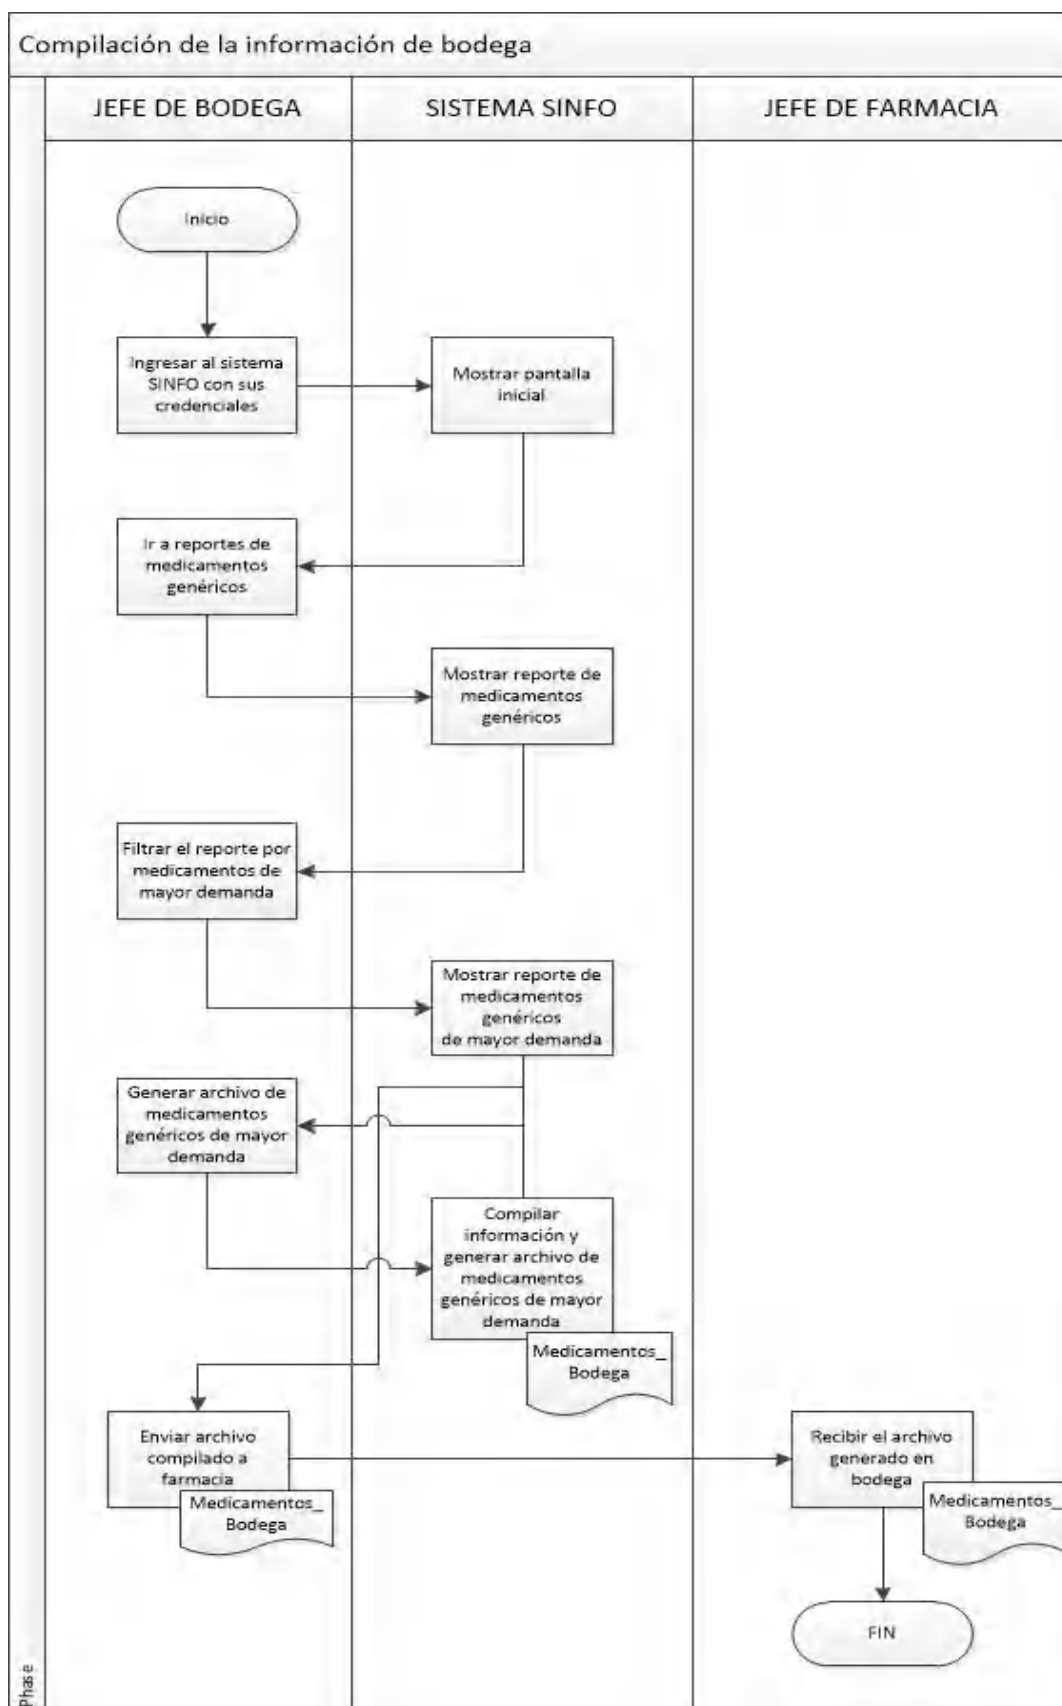 Compilación de la información de bodega
JEFE DE BODEGA
SISTEMA SINFO
JEFE DE FARMACIA
Inicio
Ingresar al sistema
SINFO con sus
credenciales
Mostrar pantalla
inicial
Ir a reportes de
medicamentos
genéricos
Mostrar reporte de
medicamentos
genéricos
Filtrar el reporte por
medicamentos de
mayor demanda
Mostrar reporte de
medicamentos
genéricos
de mayor demanda
Generar archivo de
medicamentos
genéricos de mayor
demanda
Compilar
información y
generar archivo de
medicamentos
genéricos de mayor
demanda
Medicamentos_
Bodega
Enviar archivo
compilado a
farmacia
Medicamentos_
Bodega
Recibir el archivo
generado en
bodega
Medicamentos_
Bodega
FIN
Phase